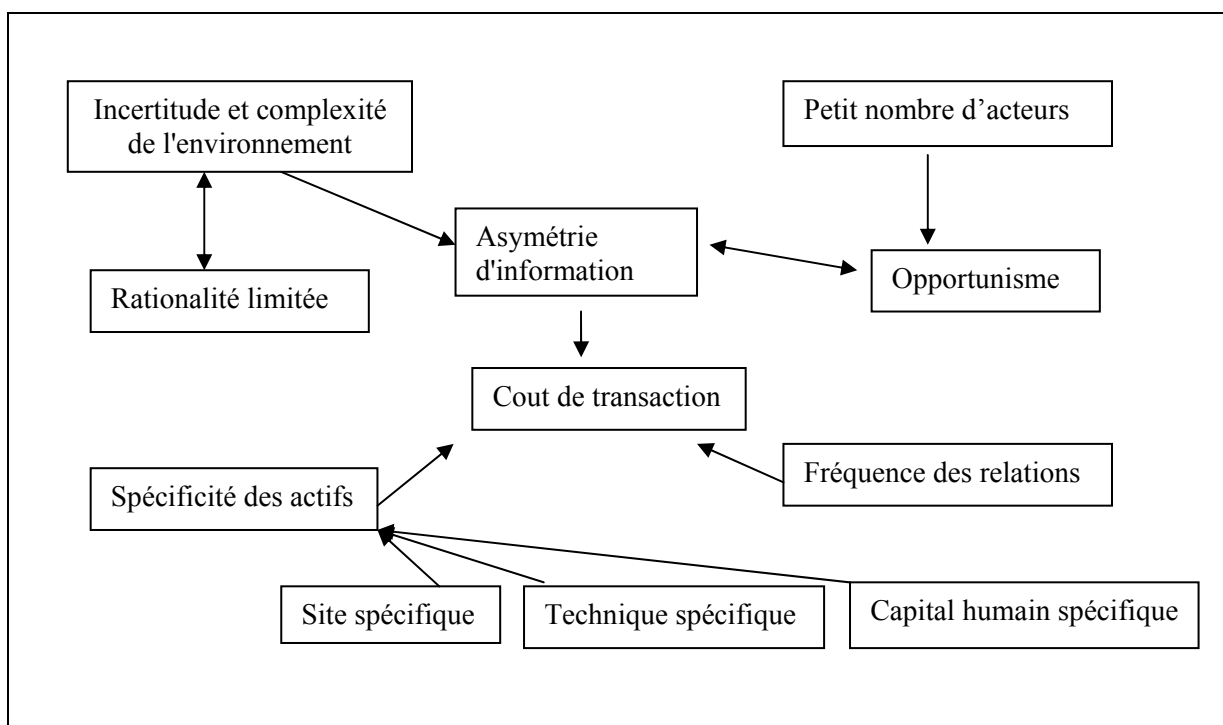 Incertitude et complexité
de l'environnement
Petit nombre d’acteurs
Asymétrie
d'information
Rationalité limitée
Opportunisme
Cout de transaction
Spécificité des actifs
Fréquence des relations
Site spécifique
Technique spécifique
Capital humain spécifique